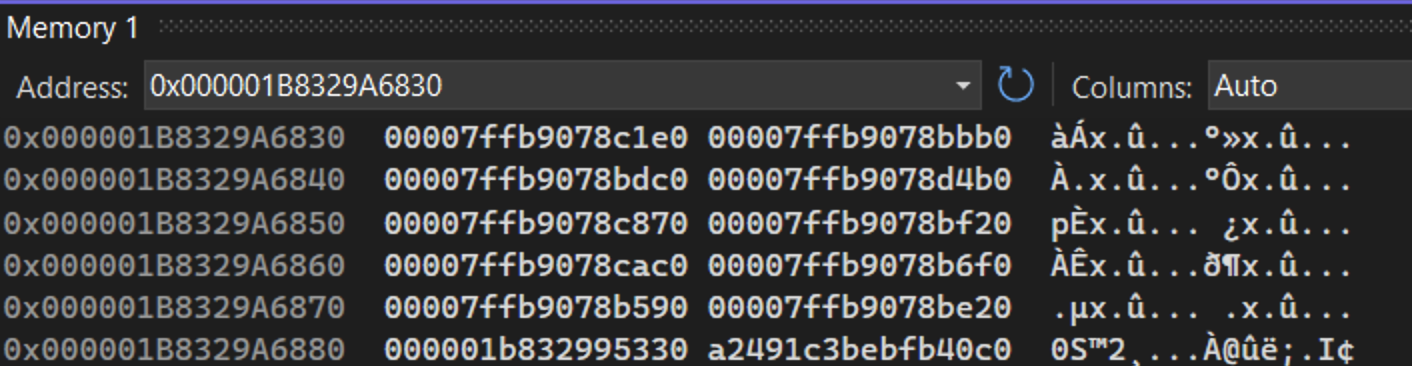 Memory 1
Address: 0x000001B8329A6830 Columns: Auto
0x000001B8329A6830 00007ffb9078c1e0 00007ffb9078bbb0 àÁx.û...°»x.û...
0x000001B8329A6840 00007ffb9078bdc0 00007ffb9078d4b0 À.x.û...°Ôx.û...
0x000001B8329A6850 00007ffb9078c870 00007ffb9078bf20 pÈx.û... ¿x.û...
0x000001B8329A6860 00007ffb9078cac0 00007ffb9078b6f0 ÀÊx.û...ð¶x.û...
0x000001B8329A6870 00007ffb9078b590 00007ffb9078be20 .µx.û... .x.û...
0x000001B8329A6880 000001b832995330 a2491c3bebfb40c0 0S™2¸...À@ûë;.I¢